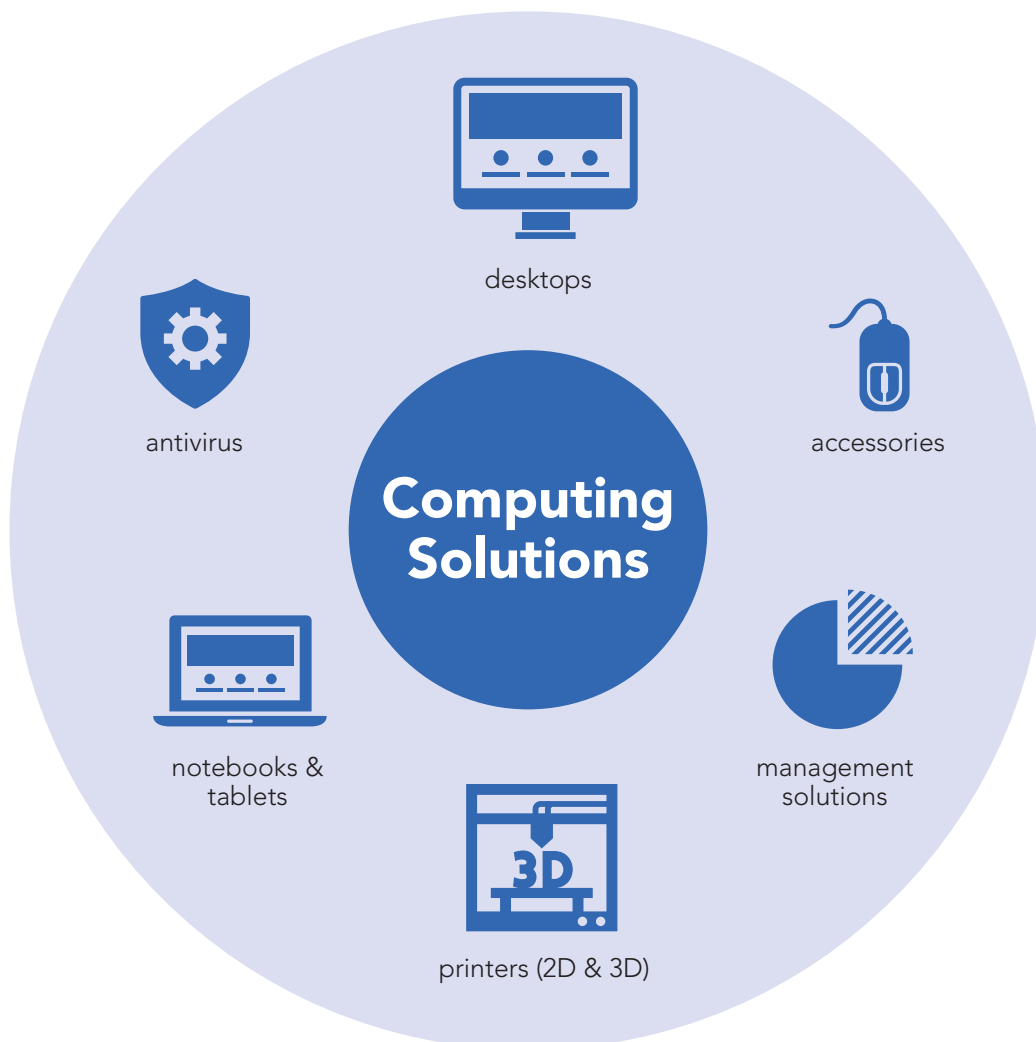 desktops
antivirus
accessories
Computing
Solutions
notebooks &
tablets
management
solutions
3D
printers (2D & 3D)